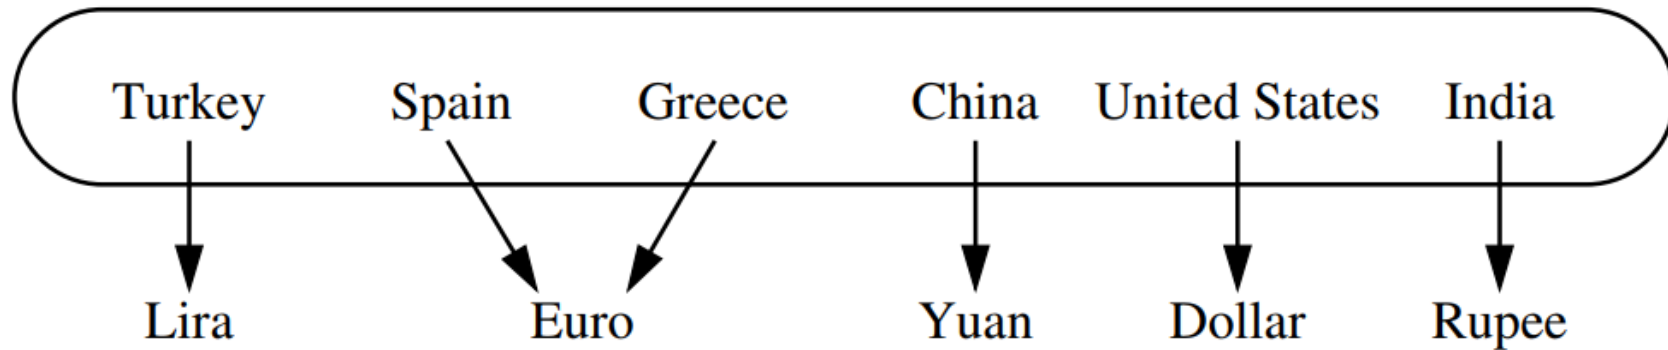 Turkey Spain Greece China United States India
Lira Euro Yuan Dollar Rupee